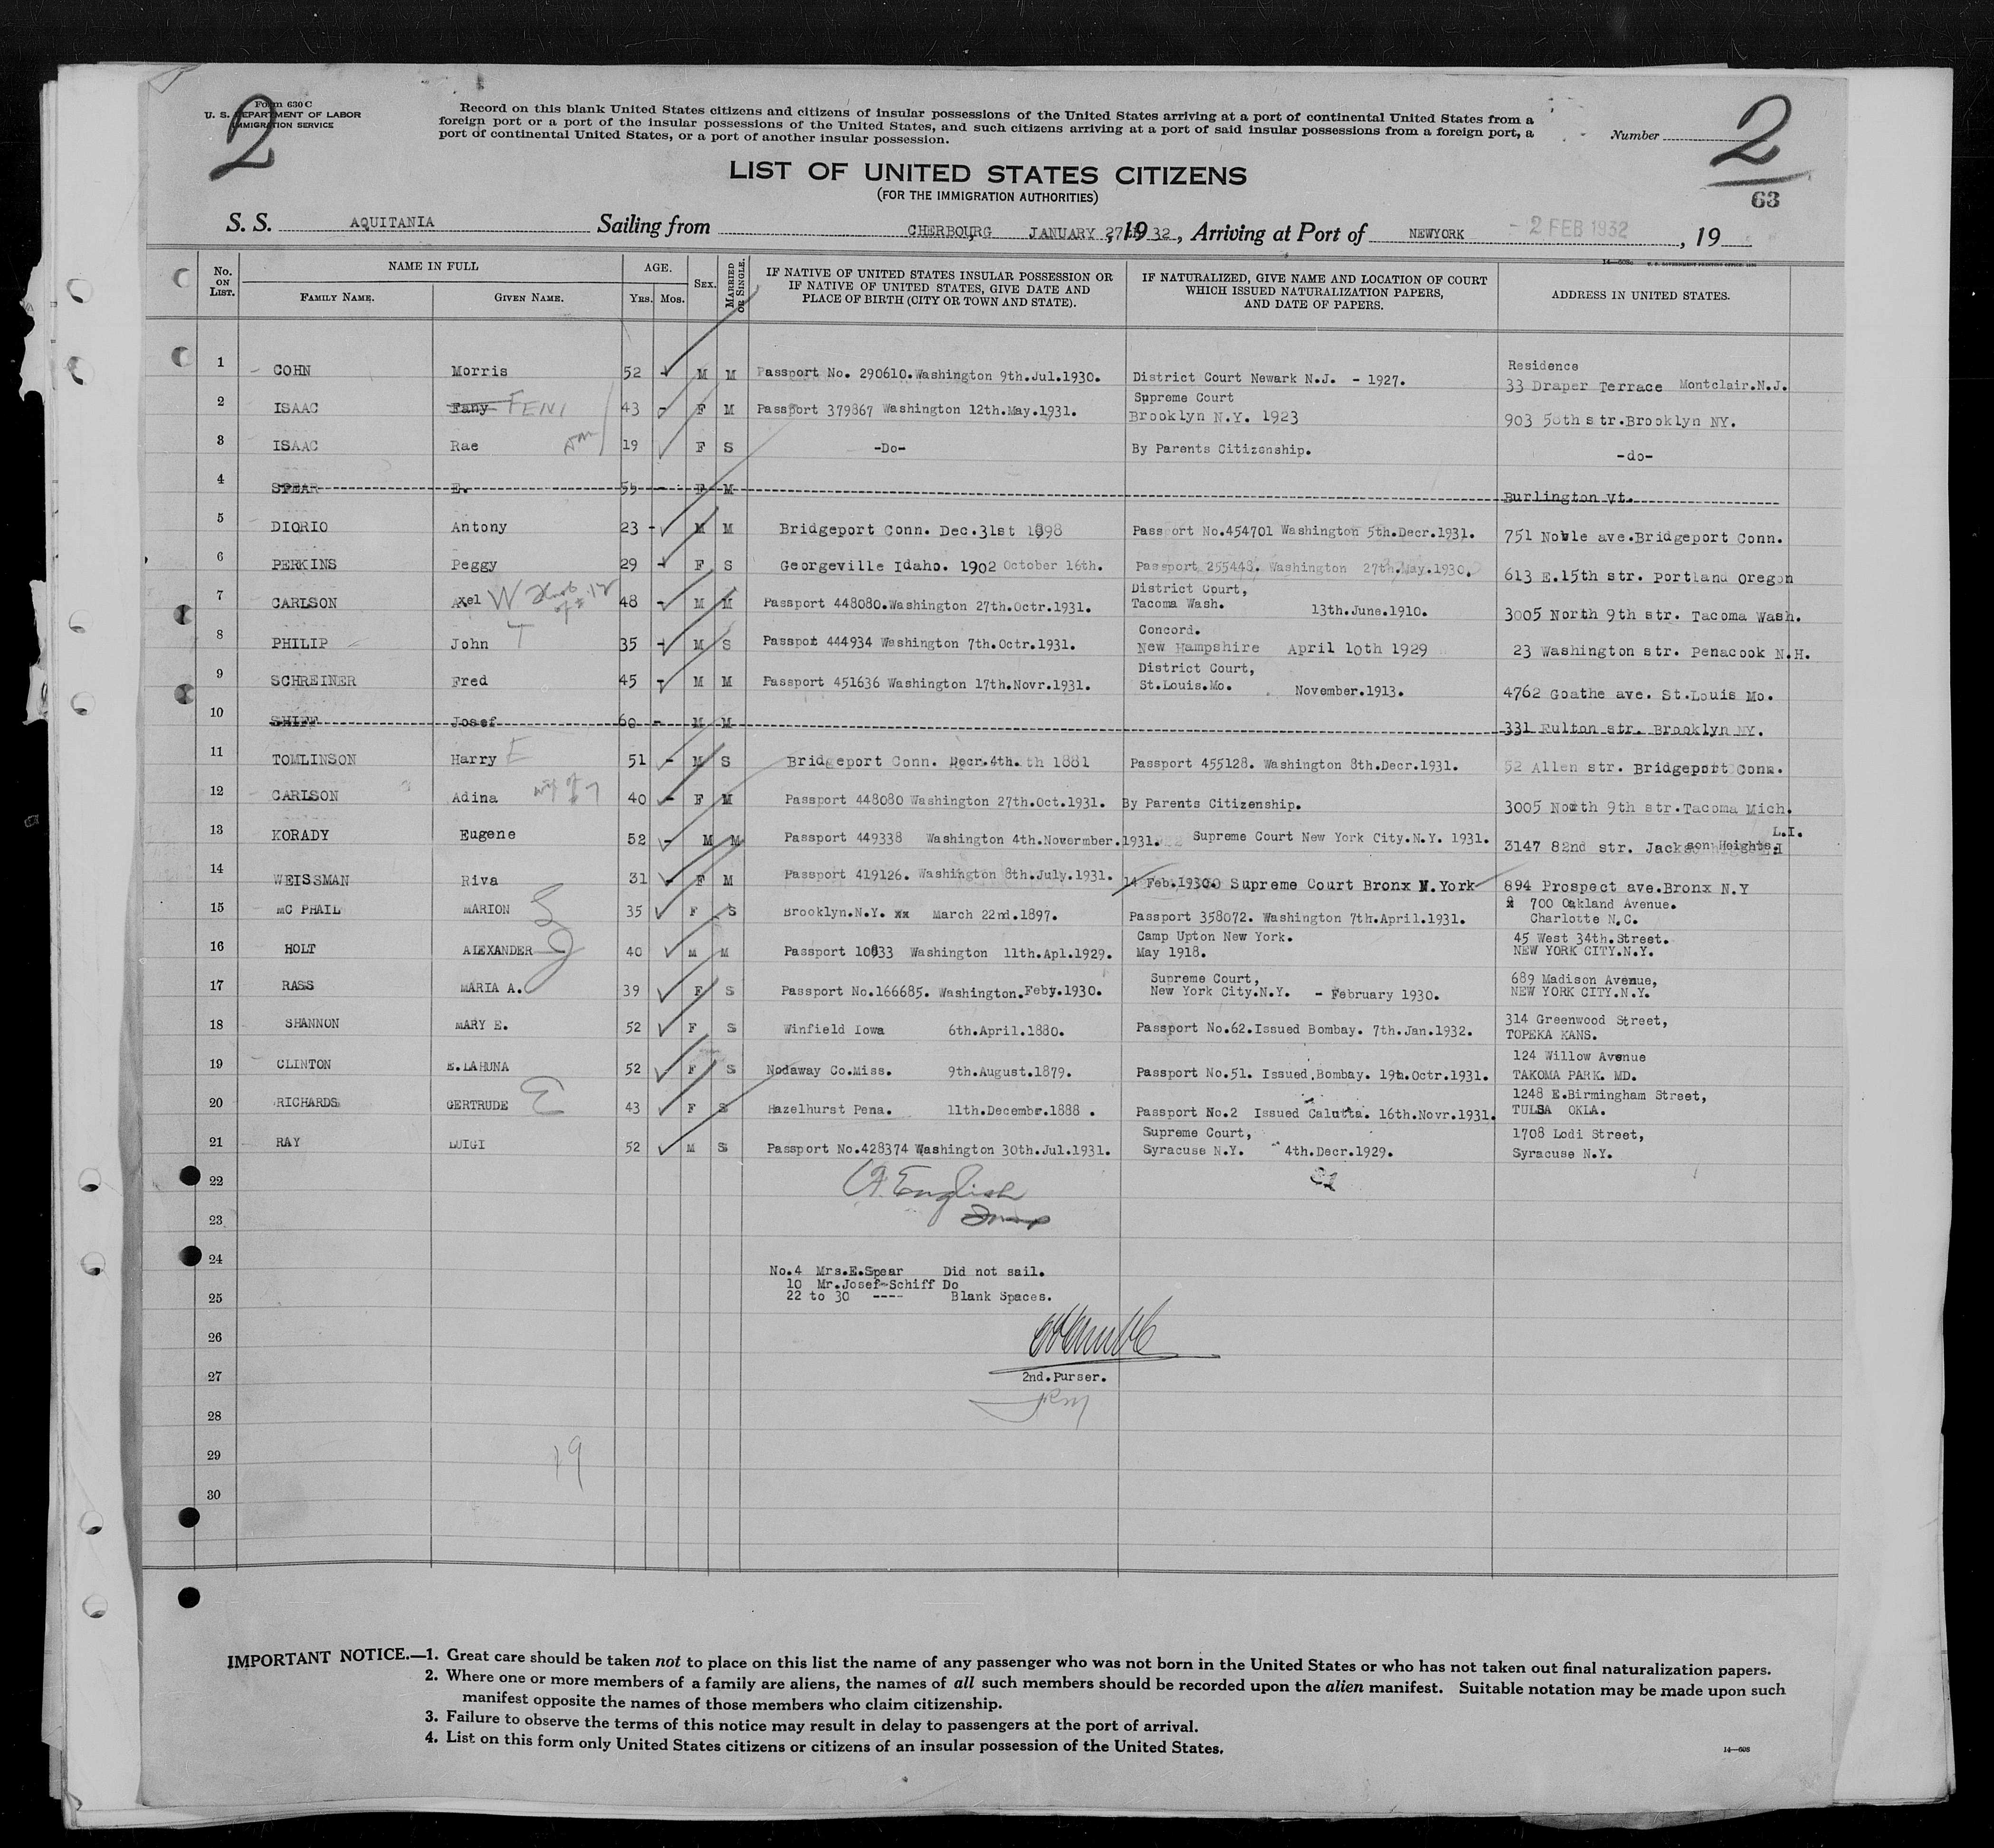 Form 630 C
U. S. DEPARTMENT OF LABOR
IMMIGRATION SERVICE
2
Record on this blank United States citizens and citizens of insular possessions of the United States arriving at a port of continental United States from a
foreign port or a port of the insular possessions of the United States, and such citizens arriving at a port of said insular possessions from a foreign port, a
port of continental United States, or a port of another insular possession.
Number
2
63
LIST OF UNITED STATES CITIZENS
(FOR THE IMMIGRATION AUTHORITIES)
S. S. AQUITANIA Sailing from CHERBOURG JANUARY 27th, 1932, Arriving at Port of NEWYORK - 2 FEB 1932, 19
No. ON LIST. NAME IN FULL FAMILY NAME. GIVEN NAME. AGE. YRS. MOS. SEX. MARRIED OR SINGLE. IF NATIVE OF UNITED STATES INSULAR POSSESSION OR IF NATIVE OF UNITED STATES, GIVE DATE AND PLACE OF BIRTH (CITY OR TOWN AND STATE). IF NATURALIZED, GIVE NAME AND LOCATION OF COURT WHICH ISSUED NATURALIZATION PAPERS, AND DATE OF PAPERS. ADDRESS IN UNITED STATES.
1 COHN Morris 52 - M M Passport No. 290610.Washington 9th.Jul.1930. District Court Newark N.J. - 1927. Residence 33 Draper Terrace Montclair.N.J.
2 ISAAC Fany FENI 43 - F M Passport 379867 Washington 12th.May.1931. Supreme Court Brooklyn N.Y. 1923 903 58th str.Brooklyn NY.
3 ISAAC Rae 19 F S -Do- By Parents Citizenship. -do-
4 SPEAR E. 55 - F M Burlington Vt.
5 DIORIO Antony 23 - M M Bridgeport Conn. Dec.31st 1898 Passport No.454701 Washington 5th.Decr.1931. 751 Noble ave.Bridgeport Conn.
6 PERKINS Peggy 29 - F S Georgeville Idaho. 1902 October 16th. Passport 255448. Washington 27th.May.1930. 613 E.15th str. Portland Oregon
7 CARLSON Axel W 48 - M M Passport 448080.Washington 27th.Octr.1931. District Court, Tacoma Wash. 13th.June.1910. 3005 North 9th str. Tacoma Wash.
8 PHILIP John T 35 - M S Passport 444934 Washington 7th.Octr.1931. Concord. New Hampshire April 10th 1929 23 Washington str. Penacook N.H.
9 SCHREINER Fred 45 - M M Passport 451636 Washington 17th.Novr.1931. District Court, St.Louis.Mo. November.1913. 4762 Goathe ave. St.Louis Mo.
10 SHIFF Josef 60 - M M 331 Fulton str. Brooklyn NY.
11 TOMLINSON Harry E 51 - M S Bridgeport Conn. Decr.4th. th 1881 Passport 455128. Washington 8th.Decr.1931. 52 Allen str. Bridgeport Conn.
12 CARLSON Adina wife of #7 40 - F M Passport 448080 Washington 27th.Oct.1931. By Parents Citizenship. 3005 North 9th str.Tacoma Mich.
13 KORADY Eugene 52 - M M Passport 449338 Washington 4th.Novermber.1931. Supreme Court New York City.N.Y. 1931. 3147 82nd str. Jackson Heights. L.I.
14 WEISSMAN Riva 31 - F M Passport 419126. Washington 8th.July.1931. 14 Feb.1930. Supreme Court Bronx N.York 894 Prospect ave.Bronx N.Y
15 MC PHAIL MARION 35 F S Brooklyn.N.Y. xx March 22nd.1897. Passport 358072. Washington 7th.April.1931. 700 Oakland Avenue. Charlotte N.C.
16 HOLT ALEXANDER 40 M M Passport 10833 Washington 11th.Apl.1929. Camp Upton New York. May 1918. 45 West 34th.Street. NEW YORK CITY.N.Y.
17 RASS MARIA A. 39 F S Passport No.166685. Washington.Feby.1930. Supreme Court, New York City.N.Y. - February 1930. 689 Madison Avenue, NEW YORK CITY.N.Y.
18 SHANNON MARY E. 52 F S Winfield Iowa 6th.April.1880. Passport No.62.Issued Bombay. 7th.Jan.1932. 314 Greenwood Street, TOPEKA KANS.
19 CLINTON E.LAHUNA 52 F S Nodaway Co.Miss. 9th.August.1879. Passport No.51. Issued.Bombay. 19th.Octr.1931. 124 Willow Avenue TAKOMA PARK. MD.
20 RICHARDS GERTRUDE E 43 F S Hazelhurst Pena. 11th.Decembr.1888 . Passport No.2 Issued Calutta. 16th.Novr.1931. 1248 E.Birmingham Street, TULSA OKLA.
21 RAY LUIGI 52 M S Passport No.428374 Washington 30th.Jul.1931. Supreme Court, Syracuse N.Y. 4th.Decr.1929. 1708 Lodi Street, Syracuse N.Y.
22 English
23
24
No.4 Mrs.E.Spear Did not sail.
10 Mr.Josef-Schiff Do
22 to 30 ---- Blank Spaces.
25
26
27 2nd.Purser.
28
29 19
30
IMPORTANT NOTICE.—1. Great care should be taken not to place on this list the name of any passenger who was not born in the United States or who has not taken out final naturalization papers.
2. Where one or more members of a family are aliens, the names of all such members should be recorded upon the alien manifest. Suitable notation may be made upon such
manifest opposite the names of those members who claim citizenship.
3. Failure to observe the terms of this notice may result in delay to passengers at the port of arrival.
4. List on this form only United States citizens or citizens of an insular possession of the United States.
14—608